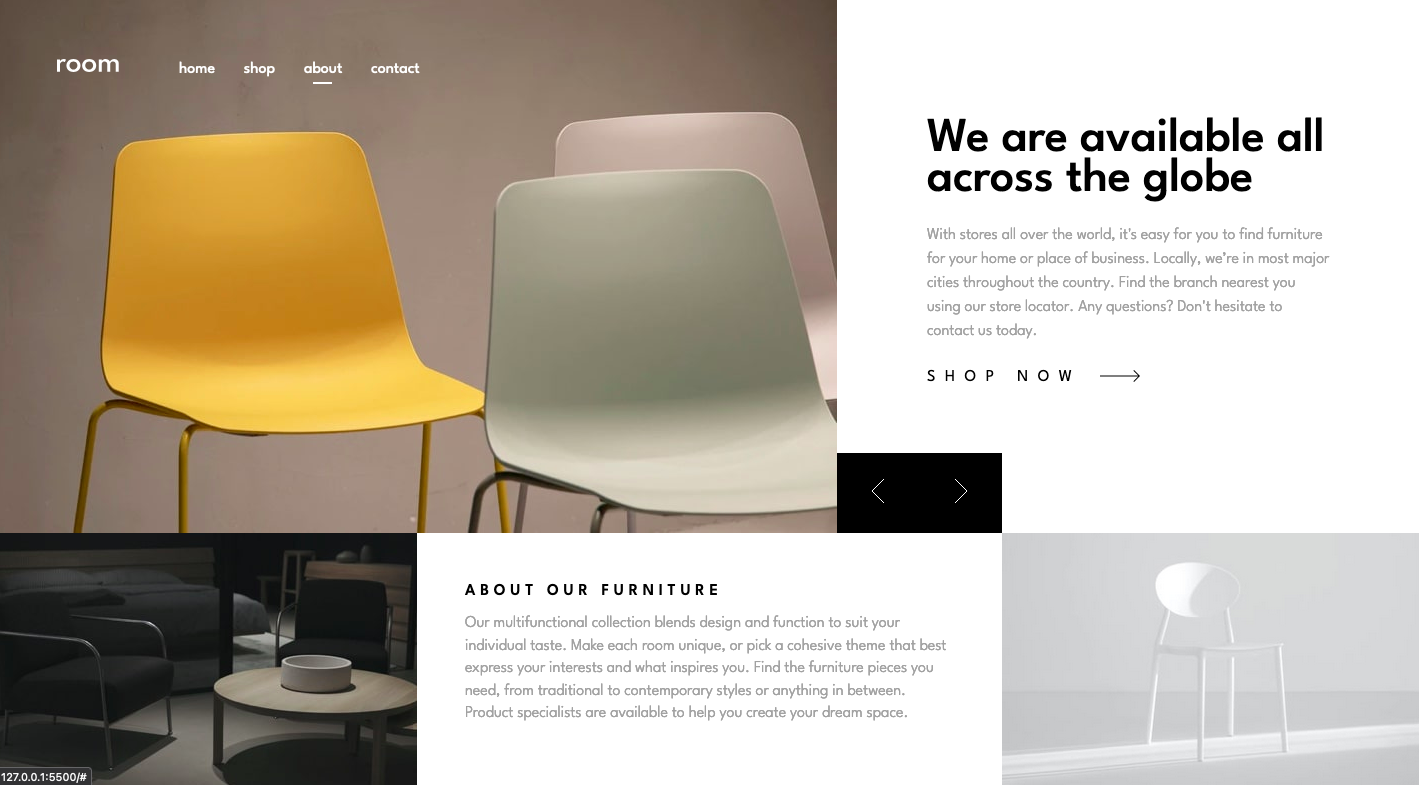 room
home shop about contact
We are available all
across the globe
With stores all over the world, it's easy for you to find furniture
for your home or place of business. Locally, we’re in most major
cities throughout the country. Find the branch nearest you
using our store locator. Any questions? Don't hesitate to
contact us today.
SHOP NOW
ABOUT OUR FURNITURE
Our multifunctional collection blends design and function to suit your
individual taste. Make each room unique, or pick a cohesive theme that best
express your interests and what inspires you. Find the furniture pieces you
need, from traditional to contemporary styles or anything in between.
Product specialists are available to help you create your dream space.
127.0.0.1:5500/#